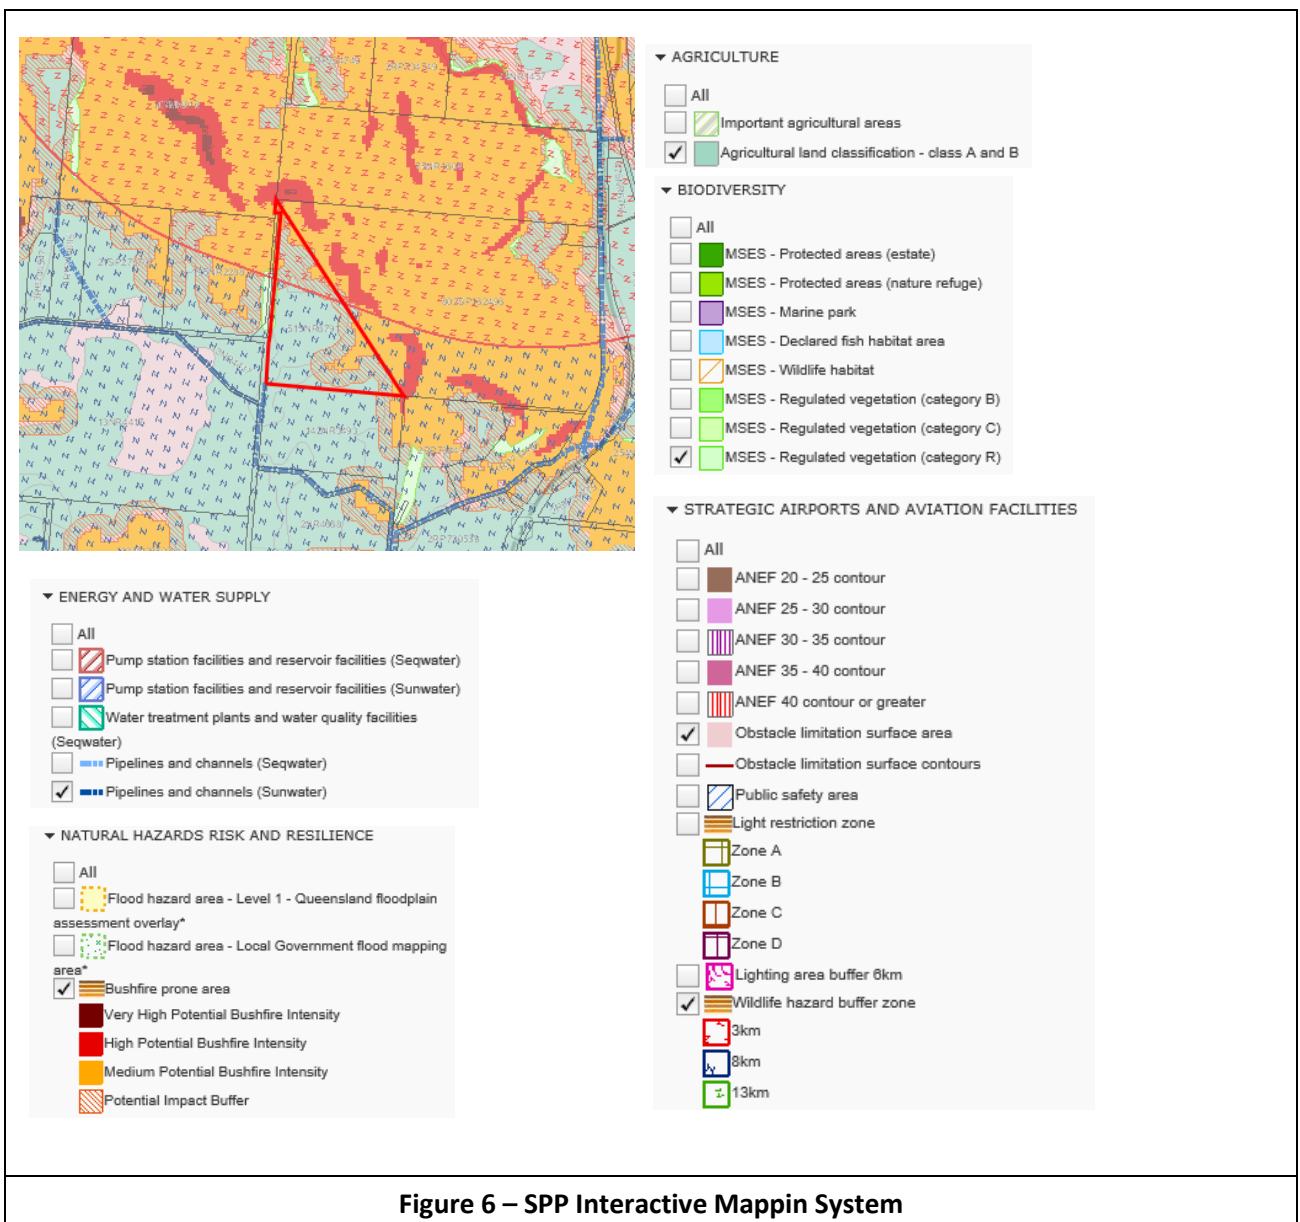 AGRICULTURE
All
Important agricultural areas
Agricultural land classification - class A and B
BIODIVERSITY
All
MSES - Protected areas (estate)
MSES - Protected areas (nature refuge)
MSES - Marine park
MSES - Declared fish habitat area
MSES - Wildlife habitat
MSES - Regulated vegetation (category B)
MSES - Regulated vegetation (category C)
MSES - Regulated vegetation (category R)
STRATEGIC AIRPORTS AND AVIATION FACILITIES
All
ANEF 20 - 25 contour
ANEF 25 - 30 contour
ANEF 30 - 35 contour
ANEF 35 - 40 contour
ANEF 40 contour or greater
Obstacle limitation surface area
Obstacle limitation surface contours
Public safety area
Light restriction zone
Zone A
Zone B
Zone C
Zone D
Lighting area buffer 6km
Wildlife hazard buffer zone
3km
8km
13km
ENERGY AND WATER SUPPLY
All
Pump station facilities and reservoir facilities (Seqwater)
Pump station facilities and reservoir facilities (Sunwater)
Water treatment plants and water quality facilities
(Seqwater)
Pipelines and channels (Seqwater)
Pipelines and channels (Sunwater)
NATURAL HAZARDS RISK AND RESILIENCE
All
Flood hazard area - Level 1 - Queensland floodplain
assessment overlay*
Flood hazard area - Local Government flood mapping
area*
Bushfire prone area
Very High Potential Bushfire Intensity
High Potential Bushfire Intensity
Medium Potential Bushfire Intensity
Potential Impact Buffer
Figure 6 – SPP Interactive Mappin System